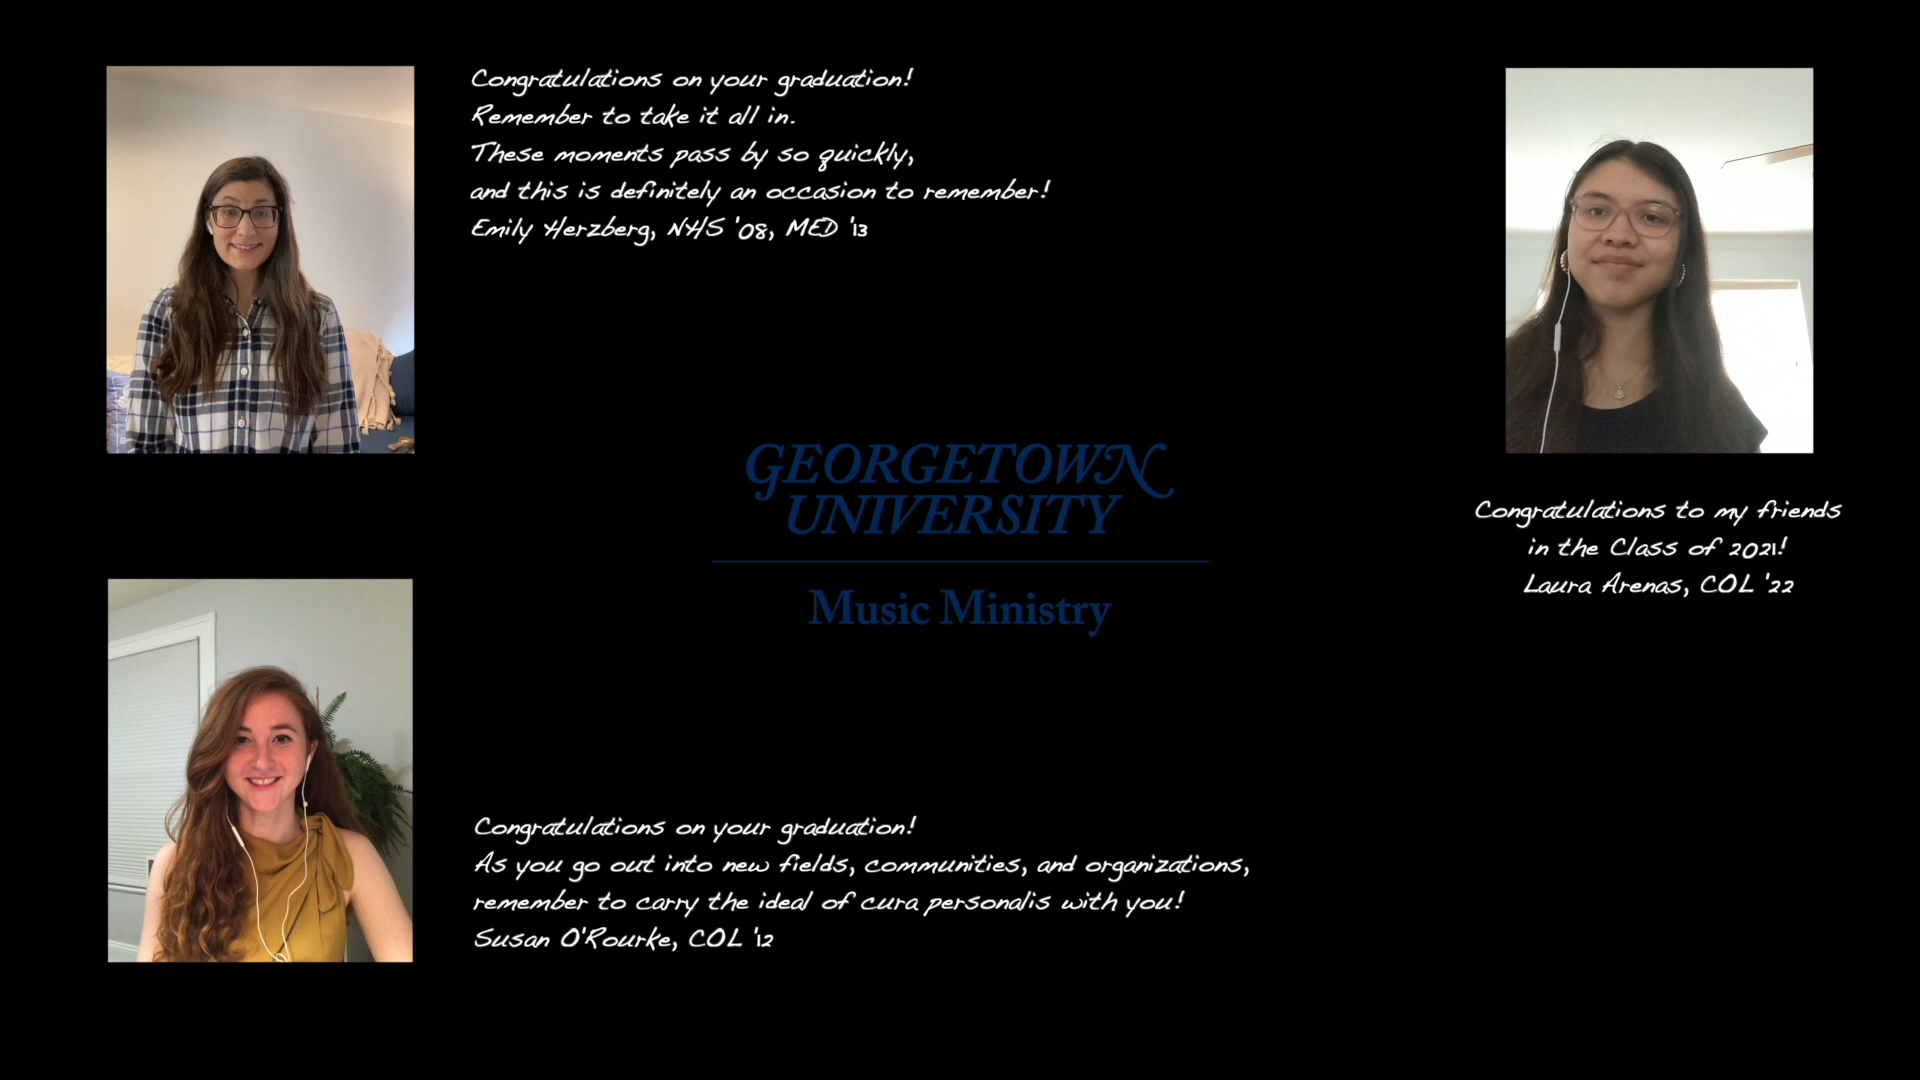 Congratulations on your graduation!
Remember to take it all in.
These moments pass by so quickly,
and this is definitely an occasion to remember!
Emily Herzberg, NHS '08, MED '13
GEORGETOWN
UNIVERSITY
Music Ministry
Congratulations to my friends
in the Class of 2021!
Laura Arenas, COL '22
Congratulations on your graduation!
As you go out into new fields, communities, and organizations,
remember to carry the ideal of cura personalis with you!
Susan O'Rourke, COL '12